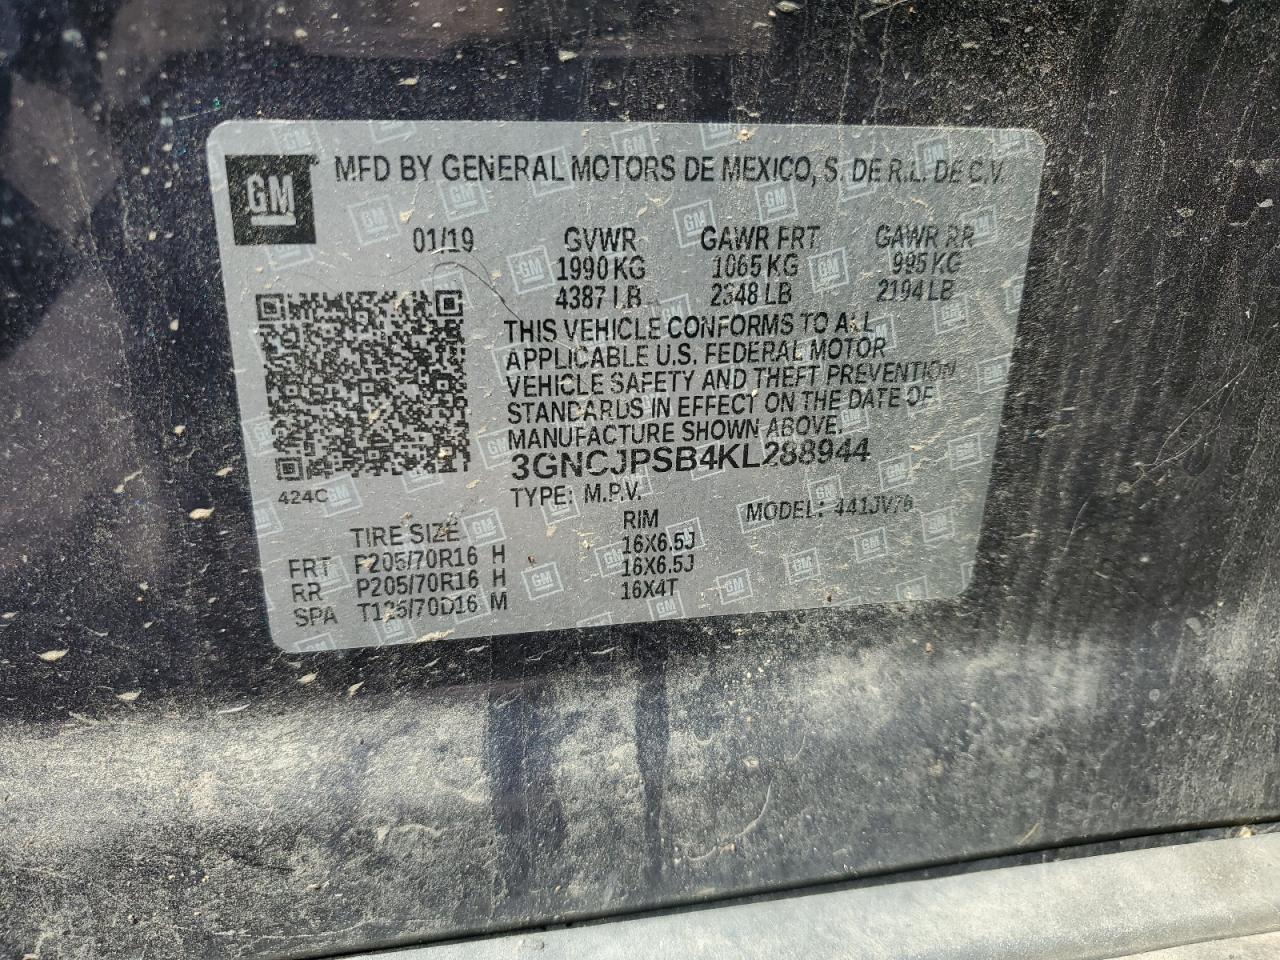 GM
MFD BY GENERAL MOTORS DE MEXICO, S. DE R.L. DE C.V.
01/19 GVWR GAWR FRT GAWR RR
1990 KG 1065 KG 995 KG
4387 LB 2348 LB 2194 LB
THIS VEHICLE CONFORMS TO ALL
APPLICABLE U.S. FEDERAL MOTOR
VEHICLE SAFETY AND THEFT PREVENTION
STANDARDS IN EFFECT ON THE DATE OF
MANUFACTURE SHOWN ABOVE.
3GNCJPSB4KL288944
424C TYPE: M.P.V. MODEL: 441JV76
TIRE SIZE RIM
FRT P205/70R16 H 16X6.5J
RR P205/70R16 H 16X6.5J
SPA T125/70D16 M 16X4T